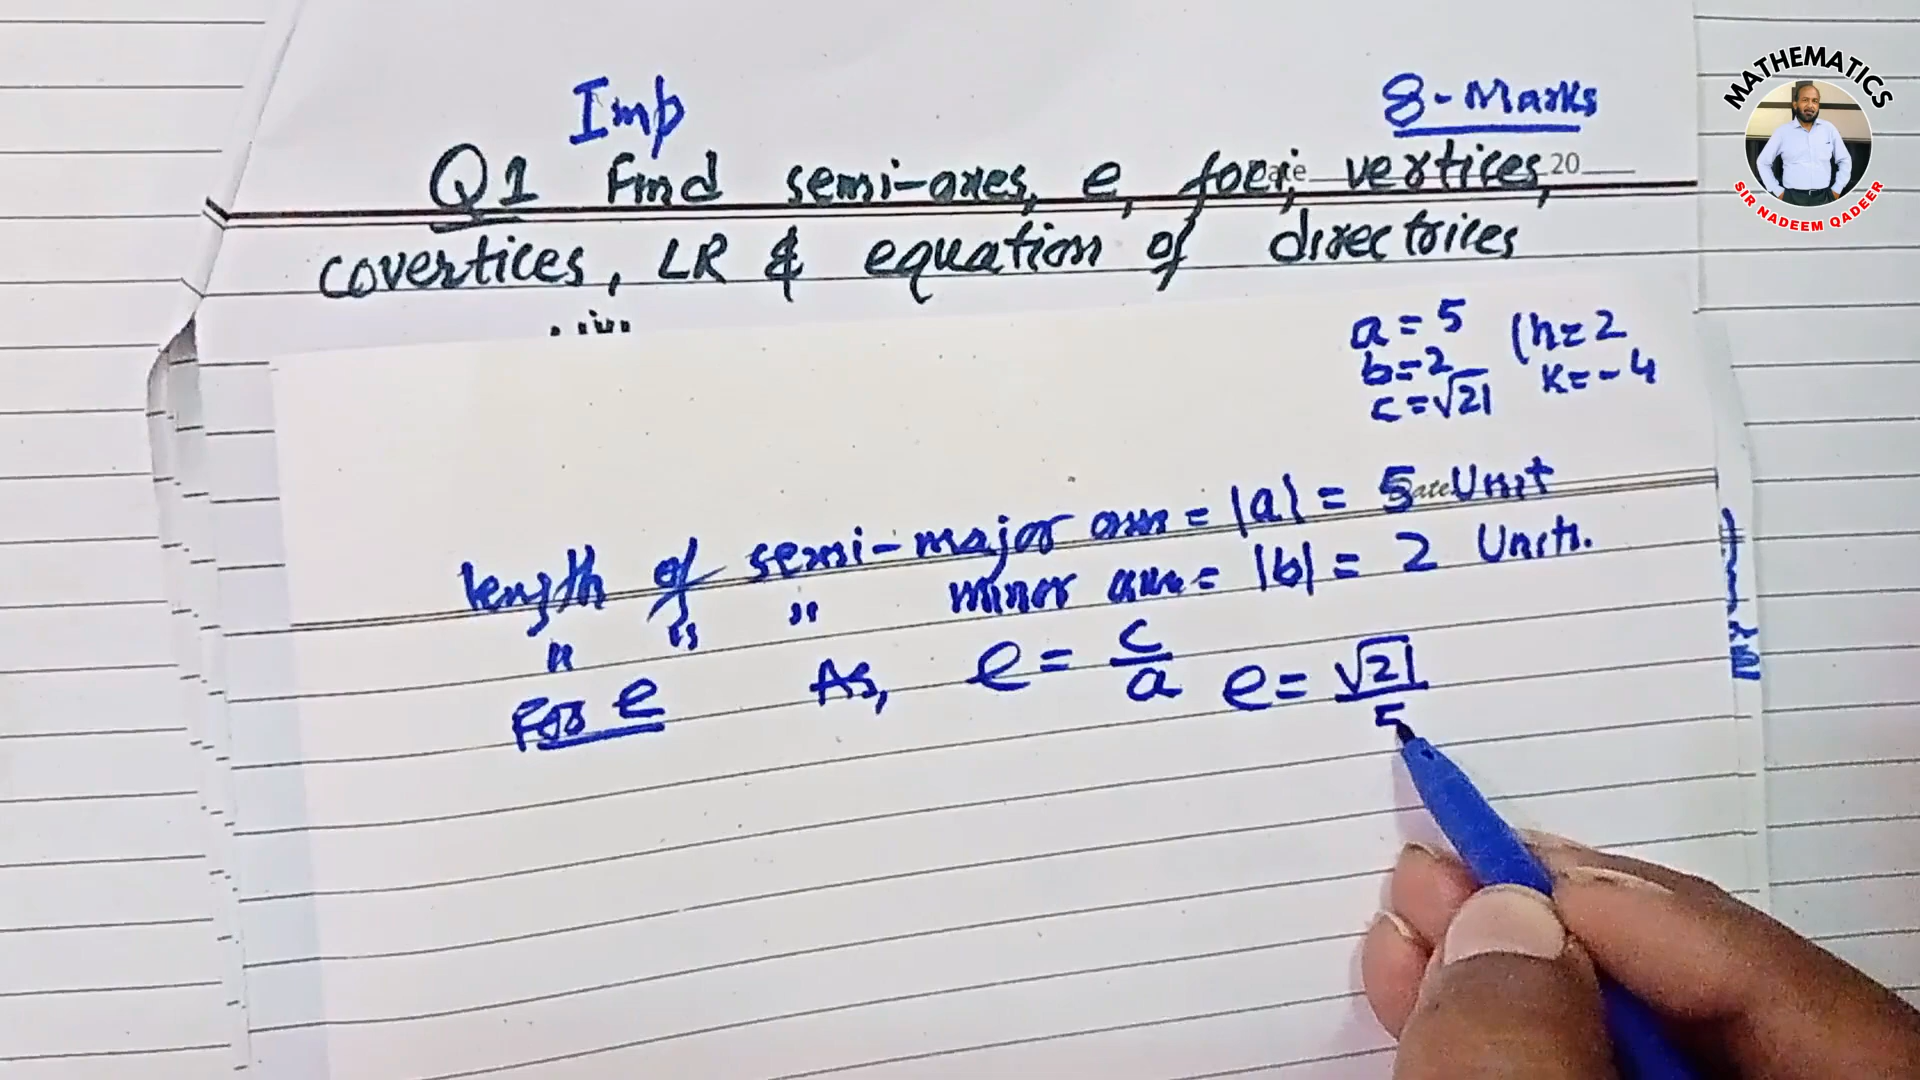 Imp
8-Marks
Q1 Find semi-axes, e, foci, vertices,
covertices, LR & equation of directrices
a = 5
b = 2
c = √21
(h = 2
K = -4
length of semi-major axis = |a| = 5 Unit
" " " minor axis = |b| = 2 Units.
For e As, e = c/a e = √21/5
20
MATHEMATICS
SIR NADEEM QADEER